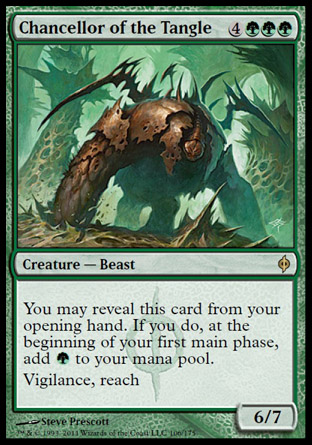 Chancellor of the Tangle 4
Creature — Beast
You may reveal this card from your
opening hand. If you do, at the
beginning of your first main phase,
add to your mana pool.
Vigilance, reach
Steve Prescott
™ & © 1993–2011 Wizards of the Coast LLC 106/175
6/7